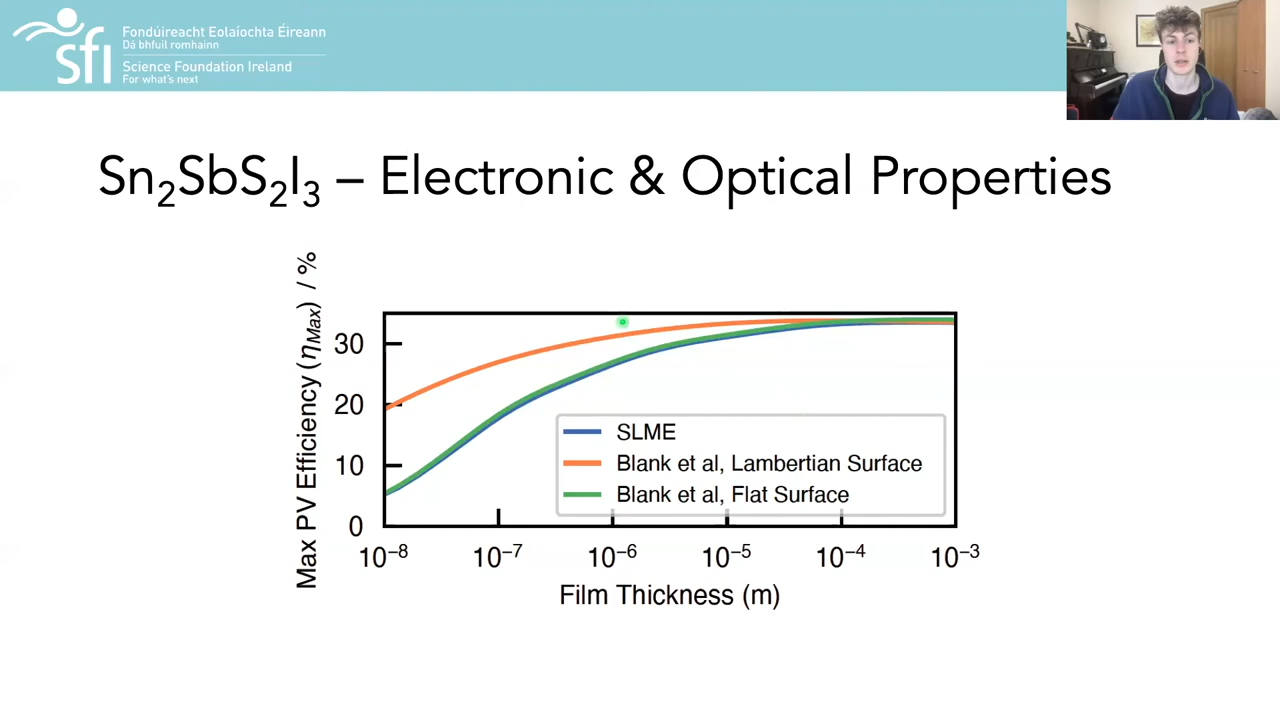 sfi
Fondúireacht Eolaíochta Éireann
Dá bhfuil romhainn
Science Foundation Ireland
For what's next
Sn₂SbS₂I₃ – Electronic & Optical Properties
Max PV Efficiency (ηMax) / %
30
20
10
0
SLME
Blank et al, Lambertian Surface
Blank et al, Flat Surface
10⁻⁸ 10⁻⁷ 10⁻⁶ 10⁻⁵ 10⁻⁴ 10⁻³
Film Thickness (m)